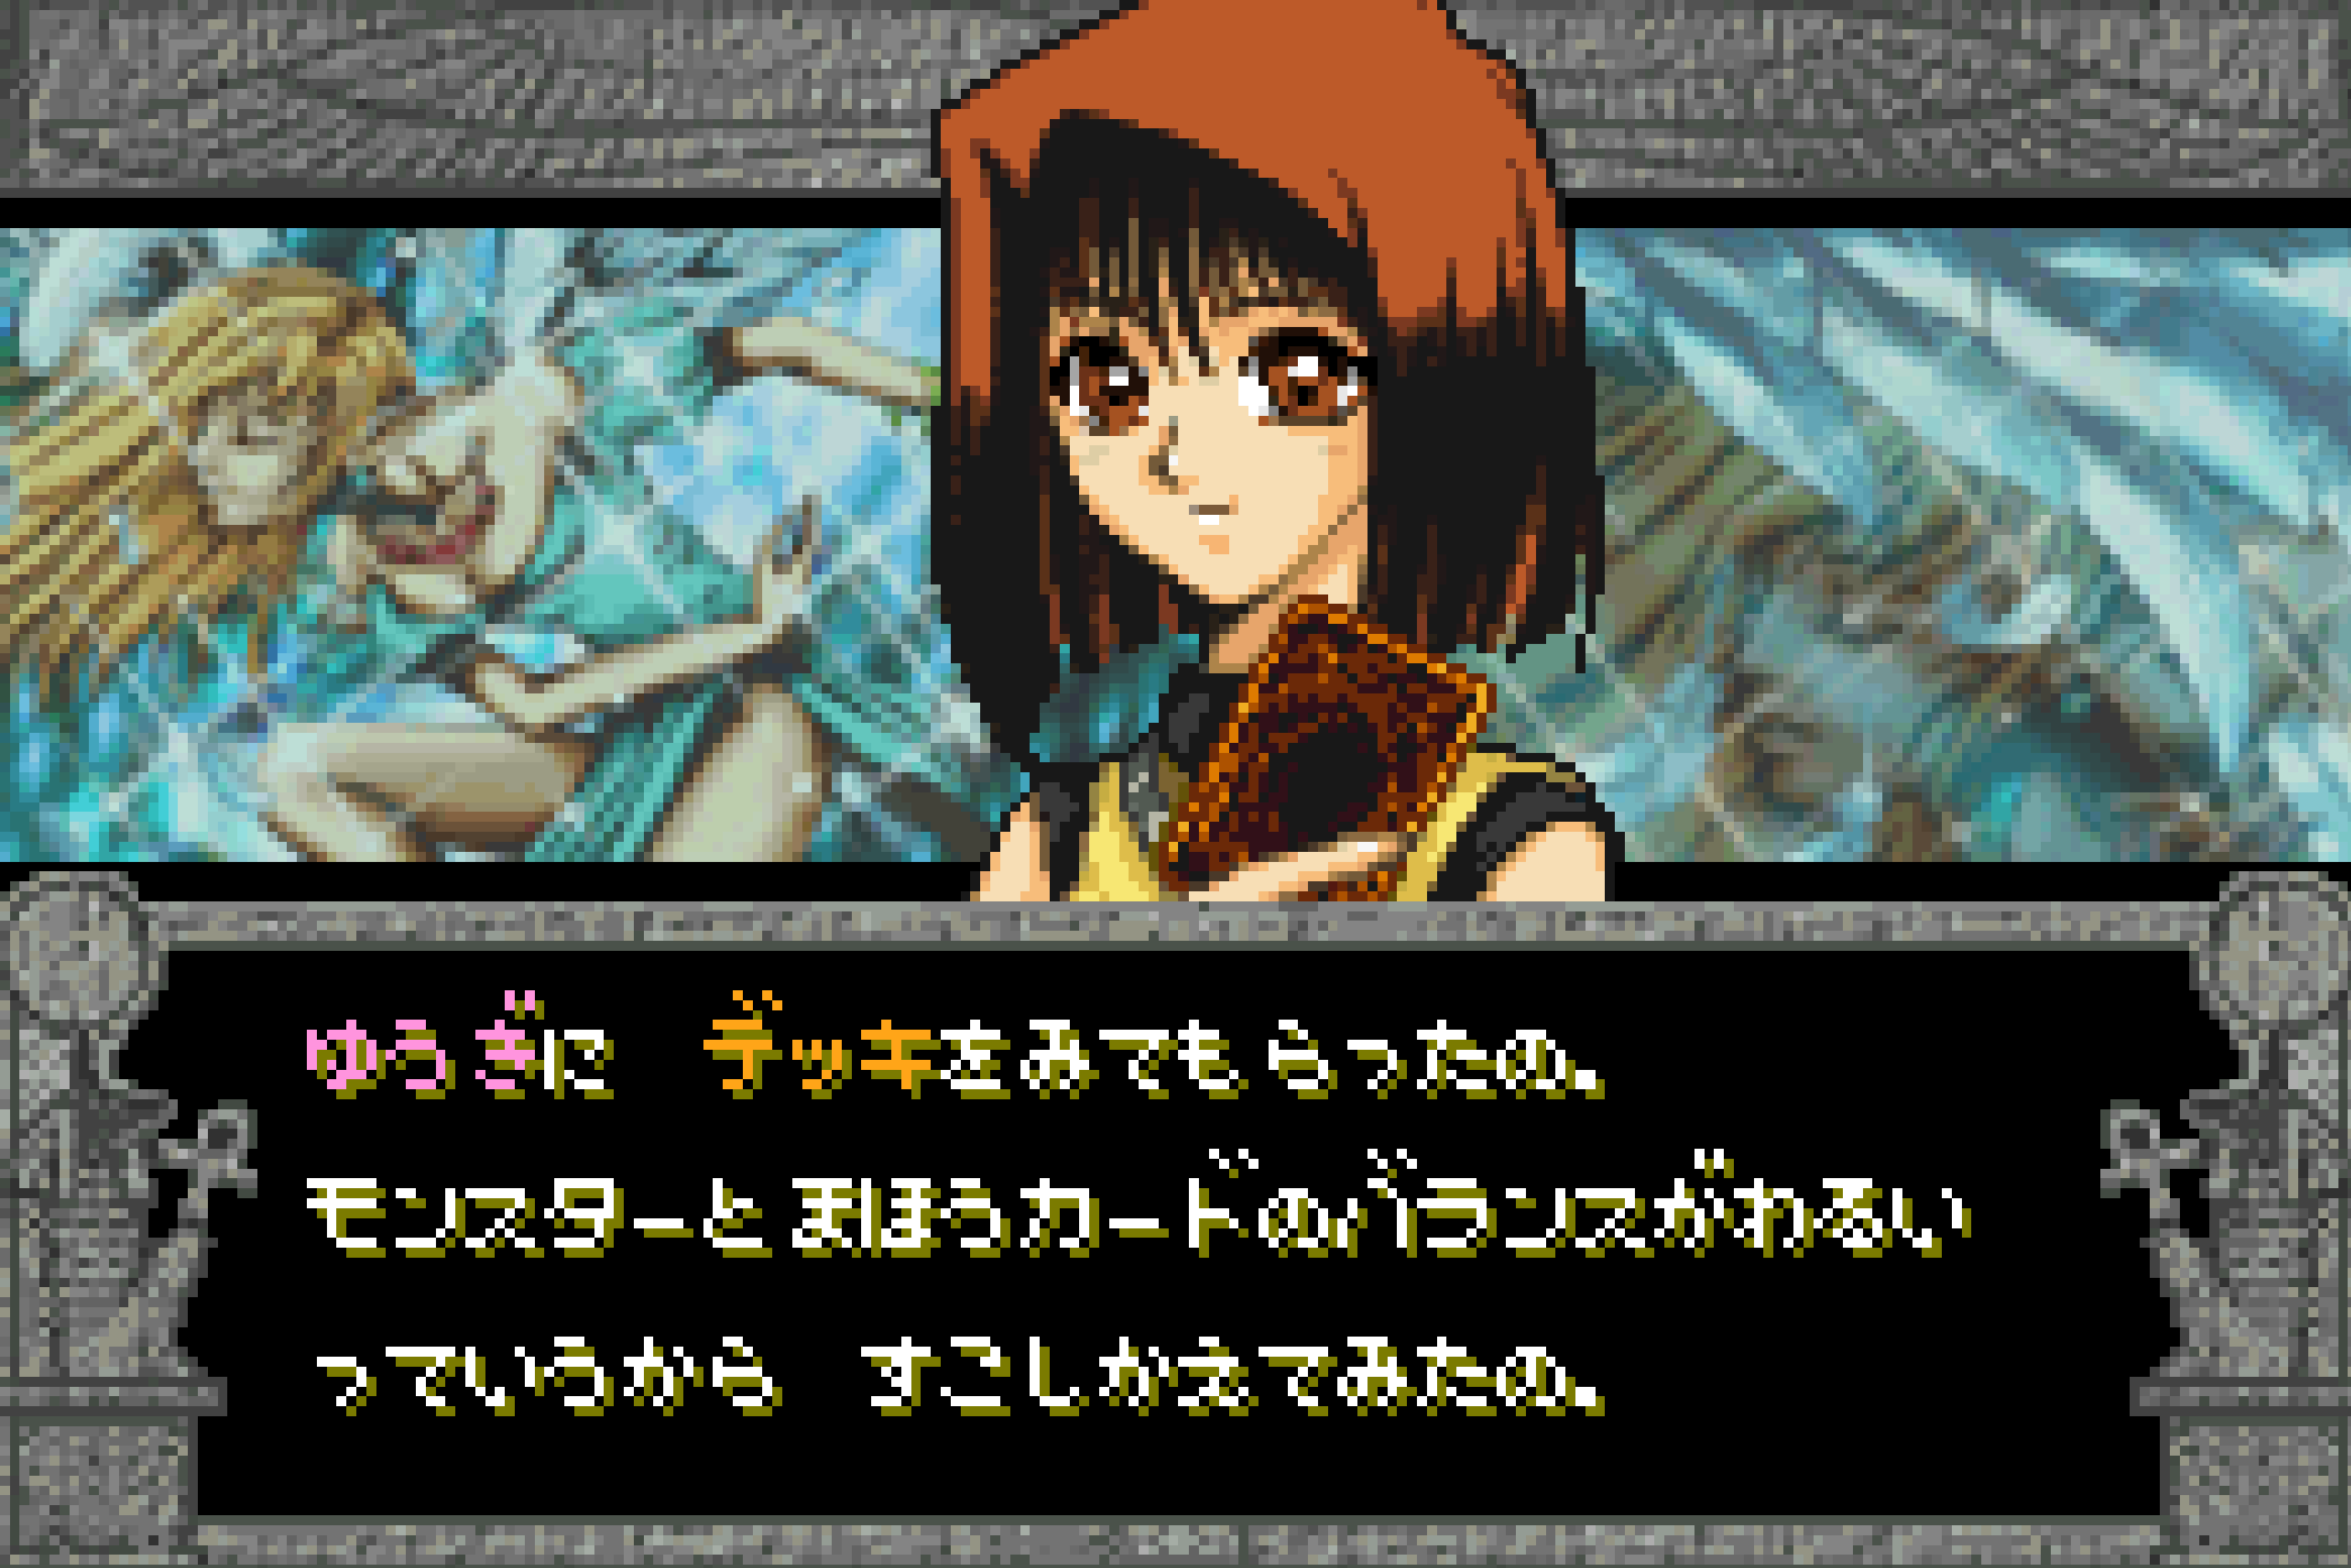 ゆうぎに　デッキをみてもらったの。
モンスターとまほうカードのバランスがわるい
っていうから　すこしかえてみたの。